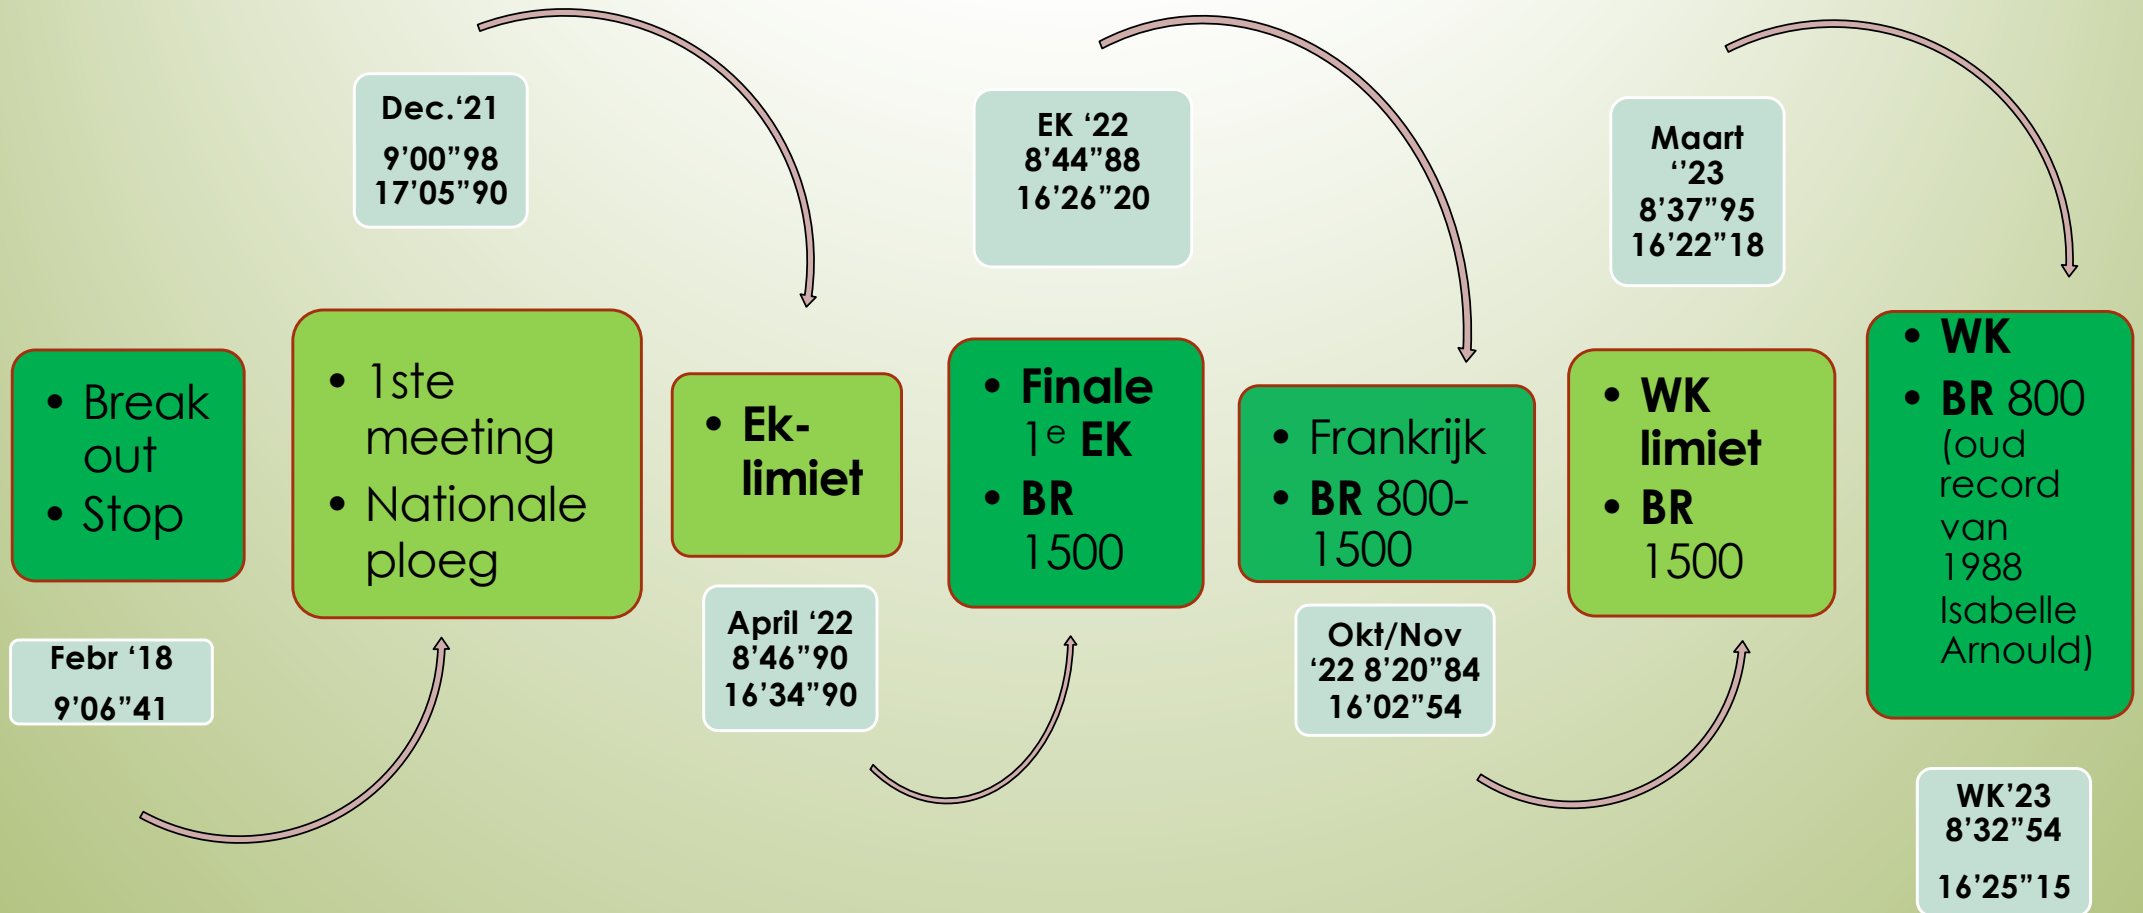 Dec.‘21
9’00”98
17’05”90
EK ‘22
8’44”88
16’26”20
Maart
‘’23
8’37”95
16’22”18
• Break
out
• Stop
• 1ste
meeting
• Nationale
ploeg
• Ek-
limiet
• Finale
1e EK
• BR
1500
• Frankrijk
• BR 800-
1500
• WK
limiet
• BR
1500
• WK
• BR 800
(oud
record
van
1988
Isabelle
Arnould)
Febr ‘18
9’06”41
April ‘22
8’46”90
16’34”90
Okt/Nov
‘22 8’20”84
16’02”54
WK’23
8’32”54
16’25”15